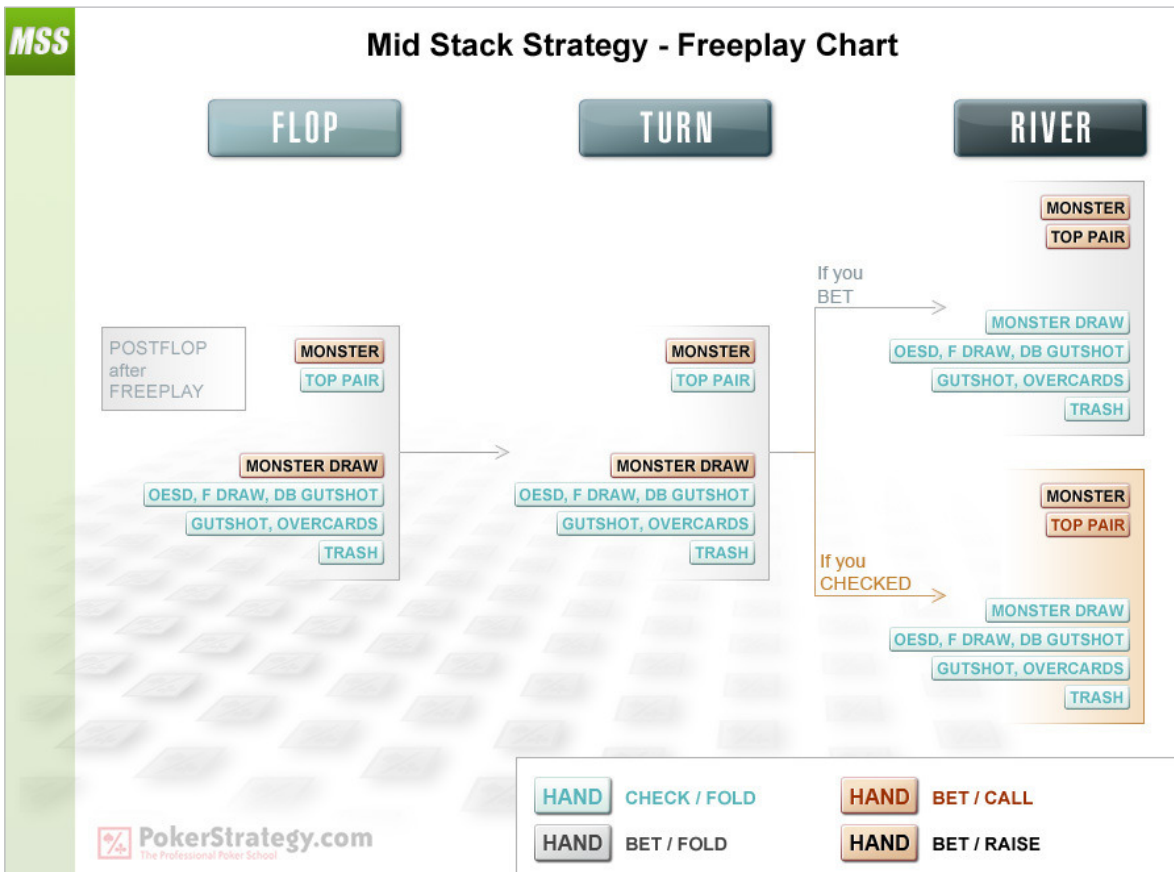 MSS
Mid Stack Strategy - Freeplay Chart
FLOP
TURN
RIVER
POSTFLOP
after
FREEPLAY
MONSTER
TOP PAIR
MONSTER DRAW
OESD, F DRAW, DB GUTSHOT
GUTSHOT, OVERCARDS
TRASH
MONSTER
TOP PAIR
MONSTER DRAW
OESD, F DRAW, DB GUTSHOT
GUTSHOT, OVERCARDS
TRASH
If you
BET
MONSTER
TOP PAIR
MONSTER DRAW
OESD, F DRAW, DB GUTSHOT
GUTSHOT, OVERCARDS
TRASH
If you
CHECKED
MONSTER
TOP PAIR
MONSTER DRAW
OESD, F DRAW, DB GUTSHOT
GUTSHOT, OVERCARDS
TRASH
HAND CHECK / FOLD
HAND BET / CALL
HAND BET / FOLD
HAND BET / RAISE
PokerStrategy.com
The Professional Poker School